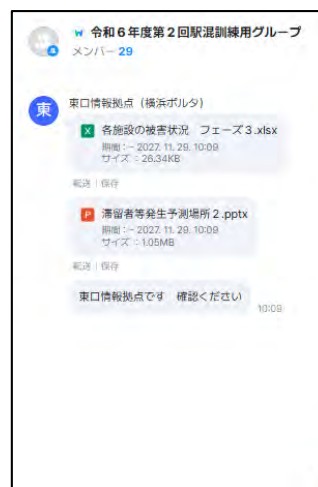 令和6年度第2回駅混訓練用グループ
メンバー 29
東
東口情報拠点（横浜ポルタ）
各施設の被害状況　フェーズ3.xlsx
期間：~ 2027. 11. 29. 10:09
サイズ ：26.34KB
転送｜保存
滞留者等発生予測場所2.pptx
期間：~ 2027. 11. 29. 10:09
サイズ ：1.05MB
転送｜保存
東口情報拠点です　確認ください
10:09